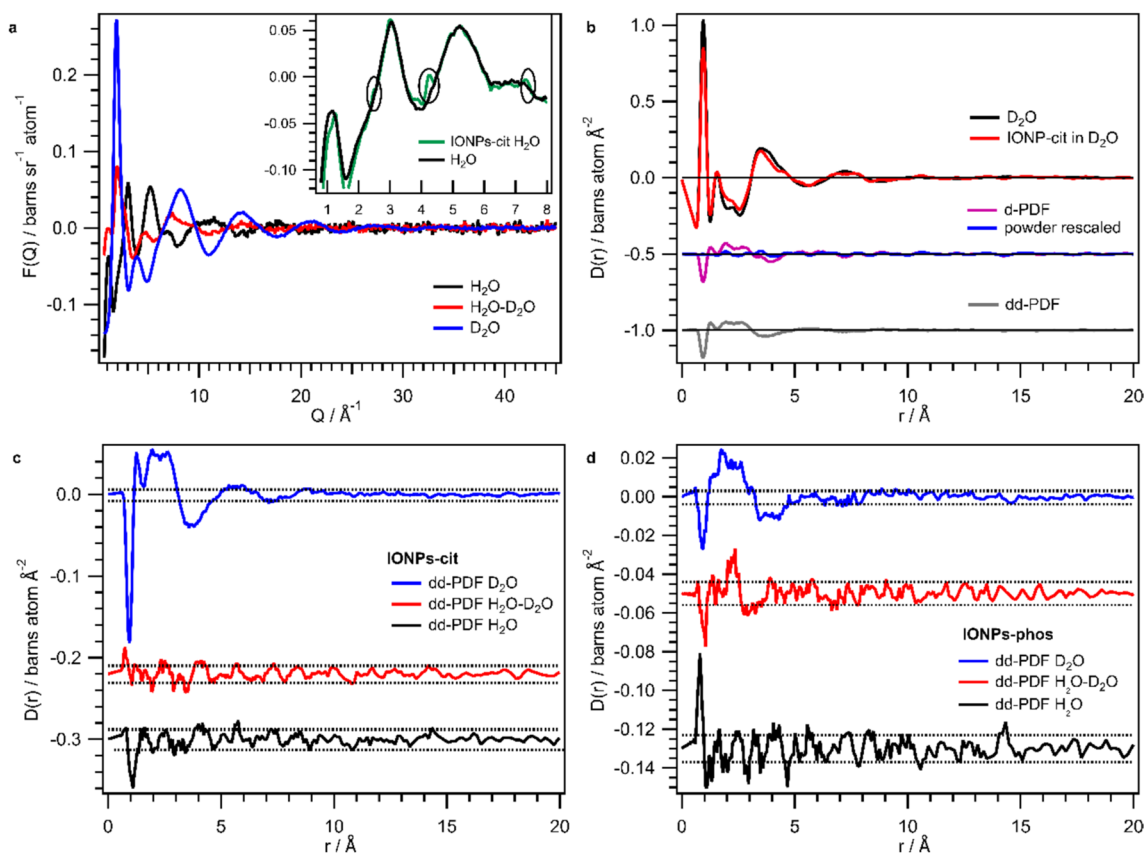 a
F(Q) / barns sr⁻¹ atom⁻¹
0.2
0.1
0.0
-0.1
0.05
0.00
-0.05
-0.10
IONPs-cit H₂O
H₂O
1 2 3 4 5 6 7 8
H₂O
H₂O-D₂O
D₂O
10 20 30 40
Q / Å⁻¹
b
D(r) / barns atom Å⁻²
1.0
0.5
0.0
-0.5
-1.0
D₂O
IONP-cit in D₂O
d-PDF
powder rescaled
dd-PDF
0 5 10 15 20
r / Å
c
D(r) / barns atom Å⁻²
0.0
-0.1
-0.2
-0.3
IONPs-cit
dd-PDF D₂O
dd-PDF H₂O-D₂O
dd-PDF H₂O
0 5 10 15 20
r / Å
d
D(r) / barns atom Å⁻²
0.02
0.00
-0.02
-0.04
-0.06
-0.08
-0.10
-0.12
-0.14
IONPs-phos
dd-PDF D₂O
dd-PDF H₂O-D₂O
dd-PDF H₂O
0 5 10 15 20
r / Å